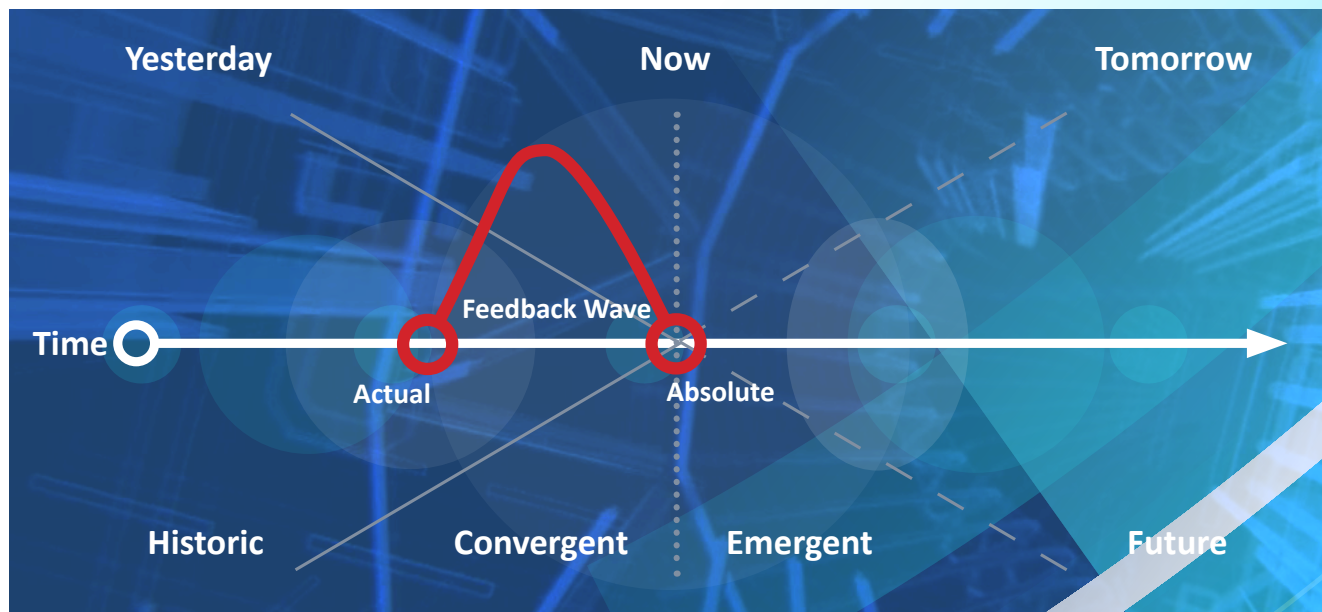 Yesterday
Now
Tomorrow
Feedback Wave
Time
Actual
Absolute
Historic
Convergent
Emergent
Future